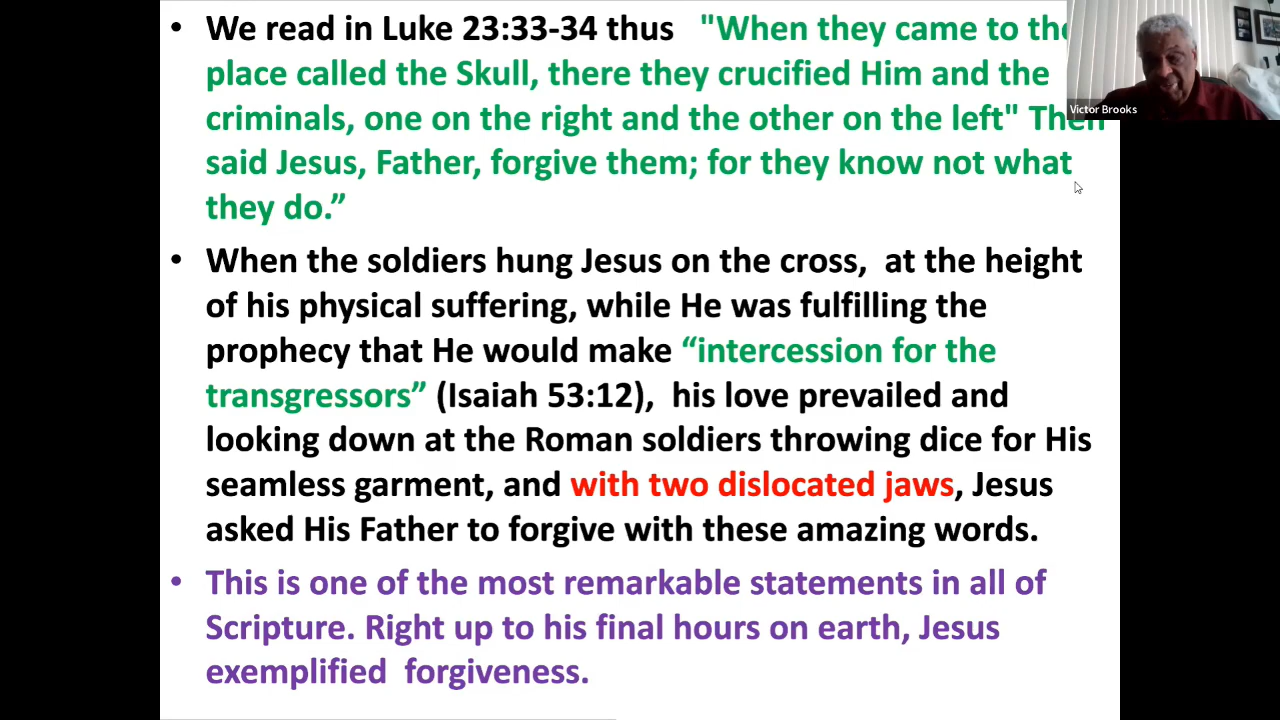 • We read in Luke 23:33-34 thus "When they came to the
place called the Skull, there they crucified Him and the
criminals, one on the right and the other on the left" Then
said Jesus, Father, forgive them; for they know not what
they do.”
• When the soldiers hung Jesus on the cross, at the height
of his physical suffering, while He was fulfilling the
prophecy that He would make “intercession for the
transgressors” (Isaiah 53:12), his love prevailed and
looking down at the Roman soldiers throwing dice for His
seamless garment, and with two dislocated jaws, Jesus
asked His Father to forgive with these amazing words.
• This is one of the most remarkable statements in all of
Scripture. Right up to his final hours on earth, Jesus
exemplified forgiveness.
Victor Brooks